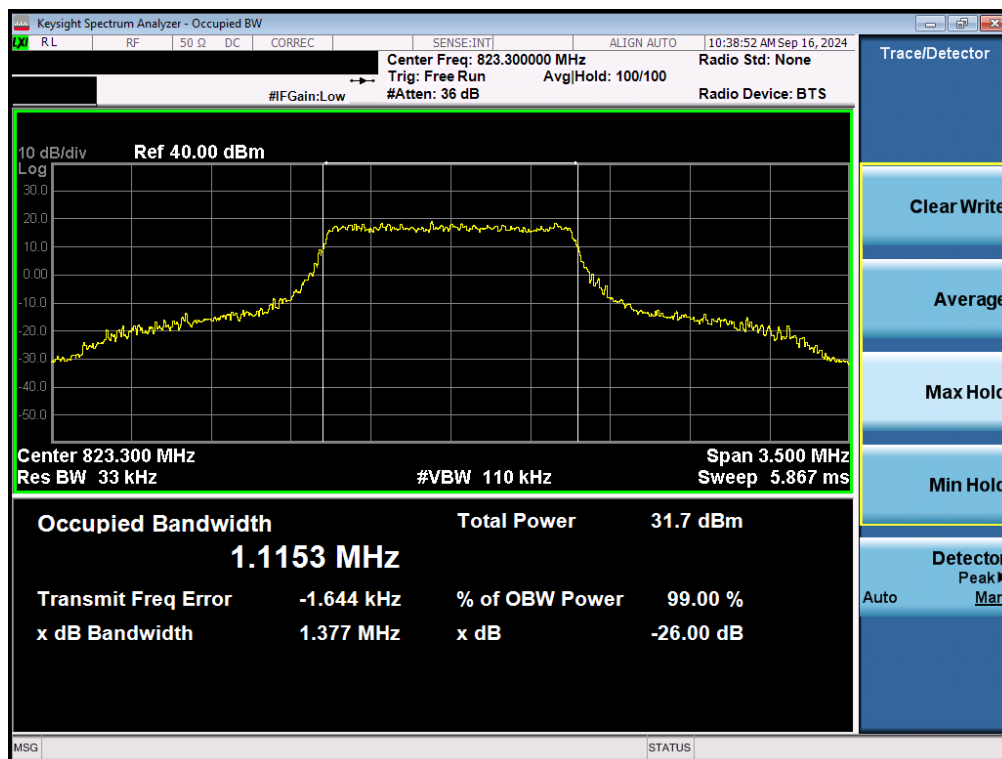 Keysight Spectrum Analyzer - Occupied BW
LXI RL RF 50 Ω DC CORREC SENSE:INT ALIGN AUTO 10:38:52 AM Sep 16, 2024
Center Freq: 823.300000 MHz Radio Std: None
Trig: Free Run Avg|Hold: 100/100
#IFGain:Low #Atten: 36 dB Radio Device: BTS
10 dB/div Ref 40.00 dBm
Log
30.0
20.0
10.0
0.00
-10.0
-20.0
-30.0
-40.0
-50.0
Center 823.300 MHz Span 3.500 MHz
Res BW 33 kHz #VBW 110 kHz Sweep 5.867 ms
Occupied Bandwidth Total Power 31.7 dBm
1.1153 MHz
Transmit Freq Error -1.644 kHz % of OBW Power 99.00 %
x dB Bandwidth 1.377 MHz x dB -26.00 dB
MSG STATUS
Trace/Detector
Clear Write
Average
Max Hold
Min Hold
Detector
Peak▶
Auto Man